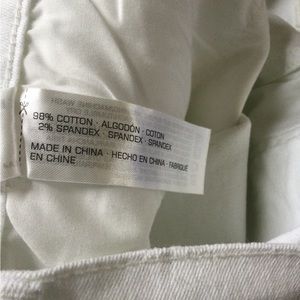 98% COTTON · ALGODÓN · COTON
2% SPANDEX · SPANDEX · SPANDEX
MADE IN CHINA · HECHO EN CHINA · FABRIQUÉ
EN CHINE